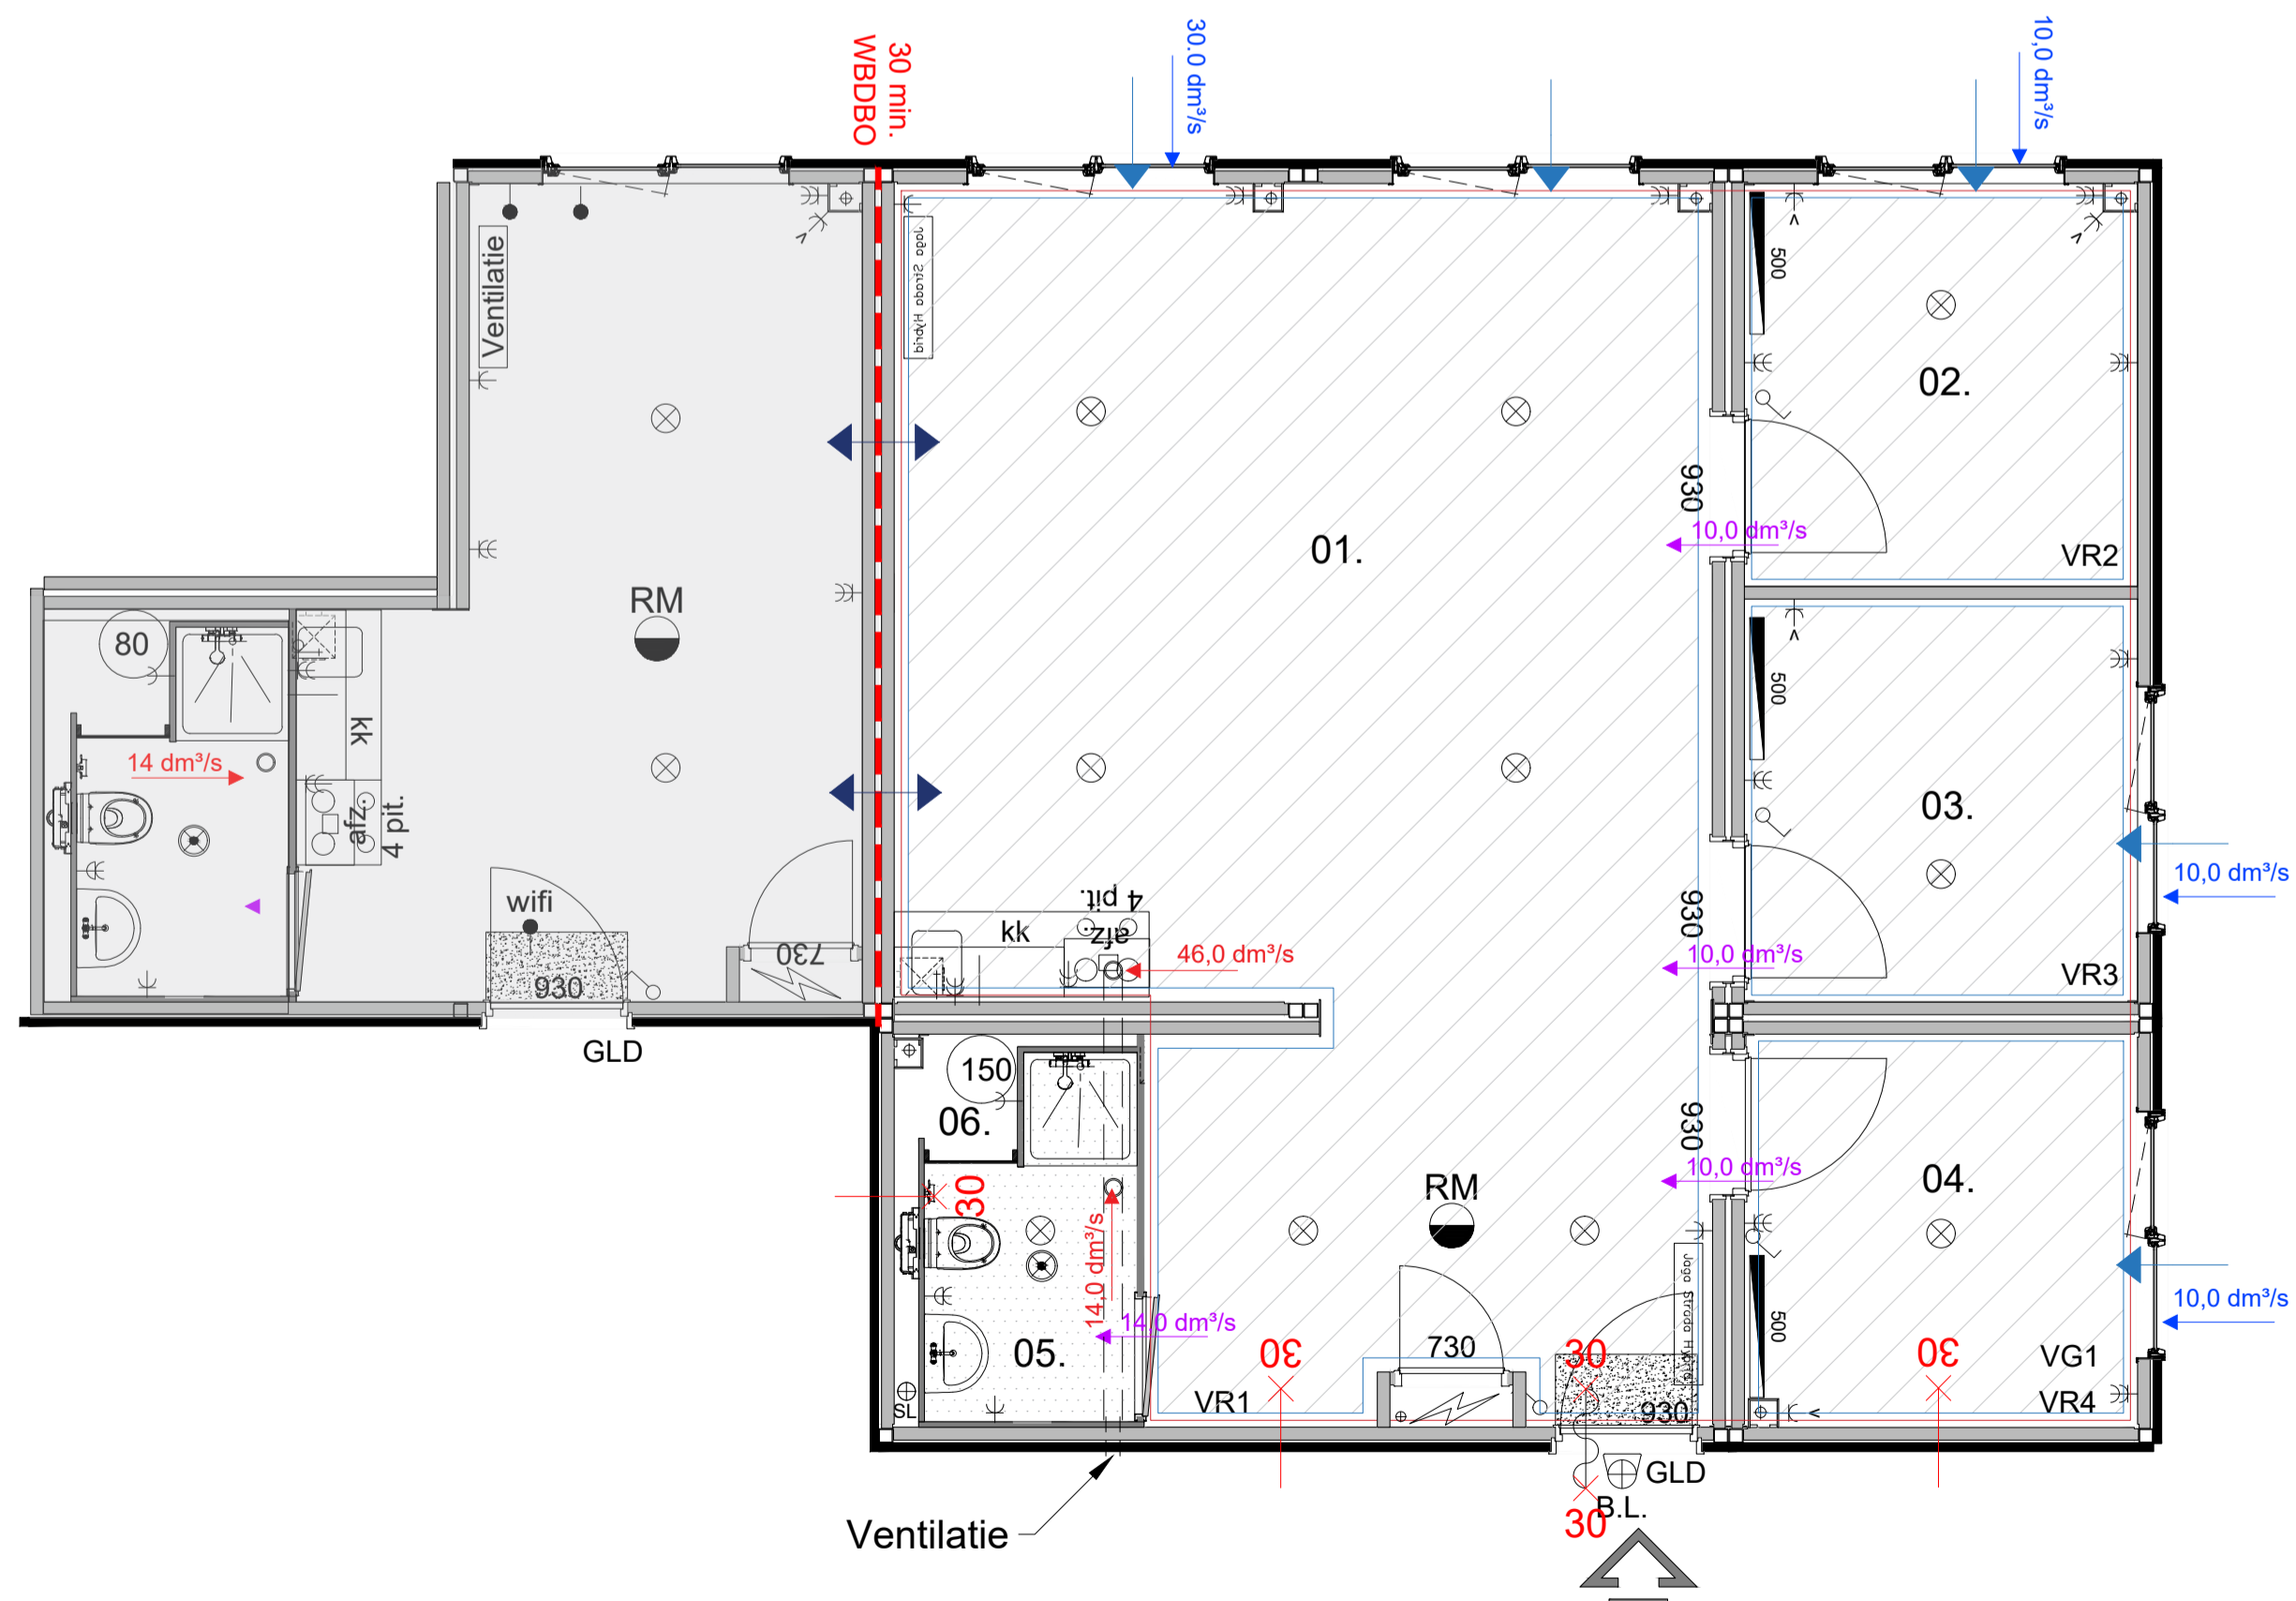 30 min.
WBDBO
30.0 dm³/s
10,0 dm³/s
Ventilatie
Jaga Strada Hybrid
500
02.
930
10,0 dm³/s
VR2
01.
RM
80
kk
14 dm³/s
afz.
4 pit.
wifi
930
730
GLD
500
03.
10,0 dm³/s
930
10,0 dm³/s
VR3
4 pit.
afz.
kk
46,0 dm³/s
150
06.
30
14,0 dm³/s
14,0 dm³/s
05.
SL
RM
930
10,0 dm³/s
04.
10,0 dm³/s
500
VG1
VR4
30
VR1
30
730
30
Jaga Strada Hybrid
930
GLD
B.L.
30
Ventilatie